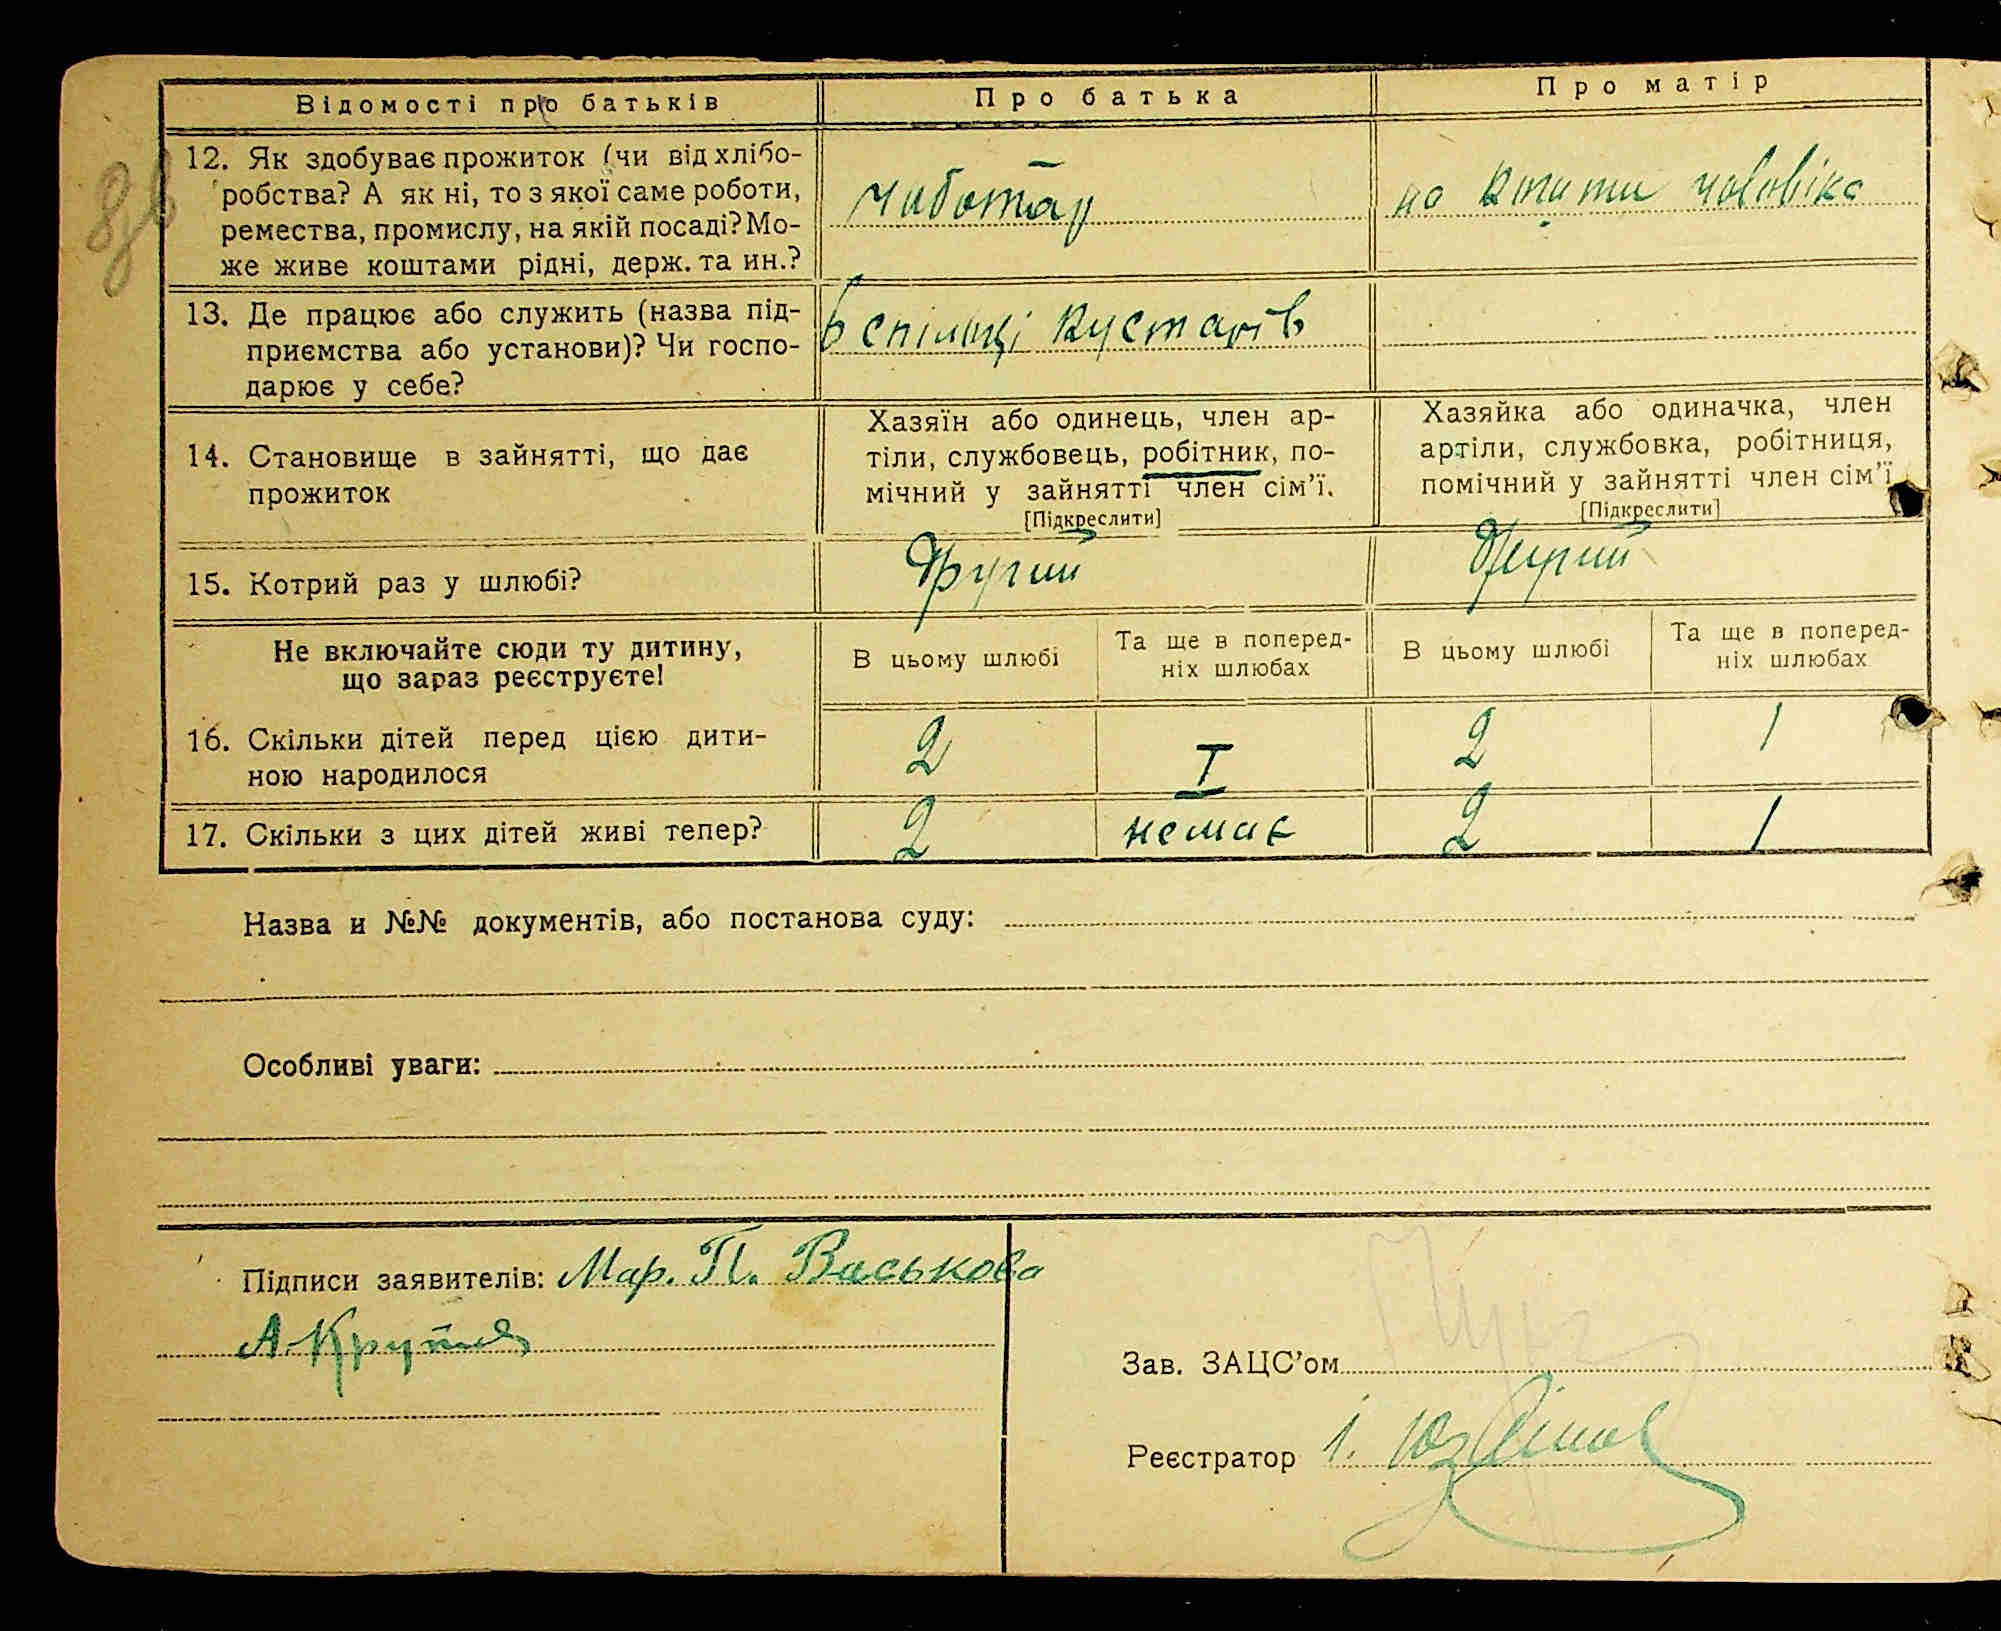 Відомості про батьків
Про батька
Про матір
12. Як здобуває прожиток (чи від хлібо-
робства? А як ні, то з якої саме роботи,
ремества, промислу, на якій посаді? Мо-
же живе коштами рідні, держ. та ин.?
чоботар
на кошти чоловіка
13. Де працює або служить (назва під-
приємства або установи)? Чи госпо-
дарює у себе?
в спільці кустарів
14. Становище в зайнятті, що дає
прожиток
Хазяїн або одинець, член ар-
тіли, службовець, робітник, по-
мічний у зайнятті член сім'ї.
[Підкреслити]
Хазяйка або одиначка, член
артіли, службовка, робітниця,
помічний у зайнятті член сім'ї
[Підкреслити]
15. Котрий раз у шлюбі?
Другий
Другий
Не включайте сюди ту дитину,
що зараз реєструєте!
В цьому шлюбі
Та ще в поперед-
ніх шлюбах
В цьому шлюбі
Та ще в поперед-
ніх шлюбах
16. Скільки дітей перед цією дити-
ною народилося
2
I
2
1
17. Скільки з цих дітей живі тепер?
2
немає
2
1
Назва и №№ документів, або постанова суду:
Особливі уваги:
Підписи заявителів: Мар. П. Васькова
А.
Зав. ЗАЦС'ом
Реєстратор І.